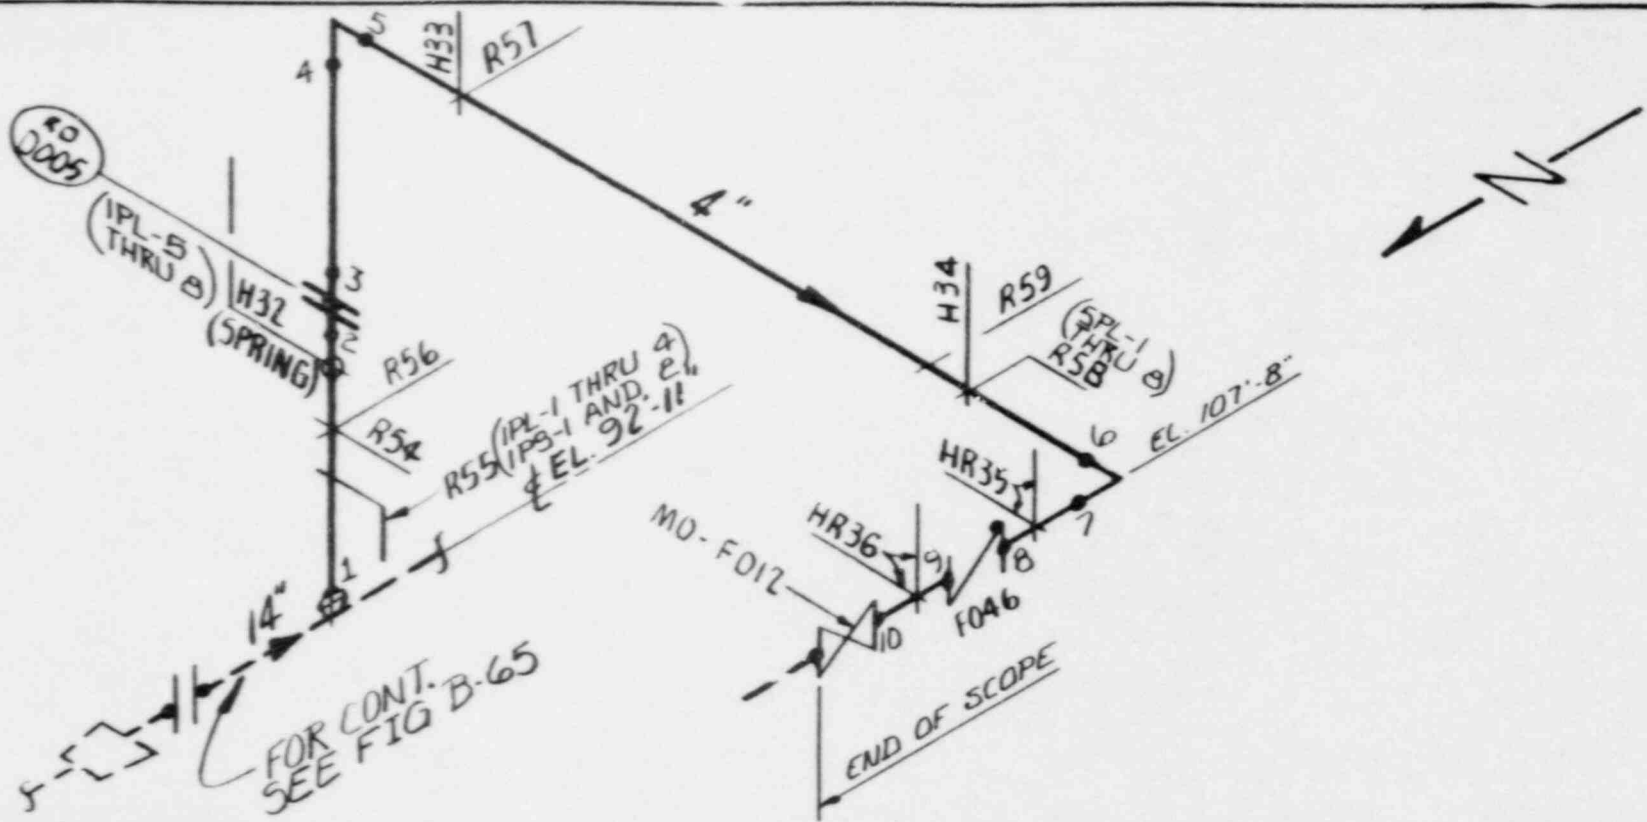 5
4
H33
R57
RO
D005
(IPL-5
THRU 8)
H32
(SPRING)
3
2
4"
N
H34
R59
(SPL-1
THRU 8)
R58
R56
R54
R55 (IPL-1 THRU 4)
(IPS-1 AND 2)
℄ EL. 92'-11"
6
EL. 107'-8"
HR35
7
MO-F012
HR36
9
8
F046
10
1
14"
FOR CONT.
SEE FIG B-65
END OF SCOPE